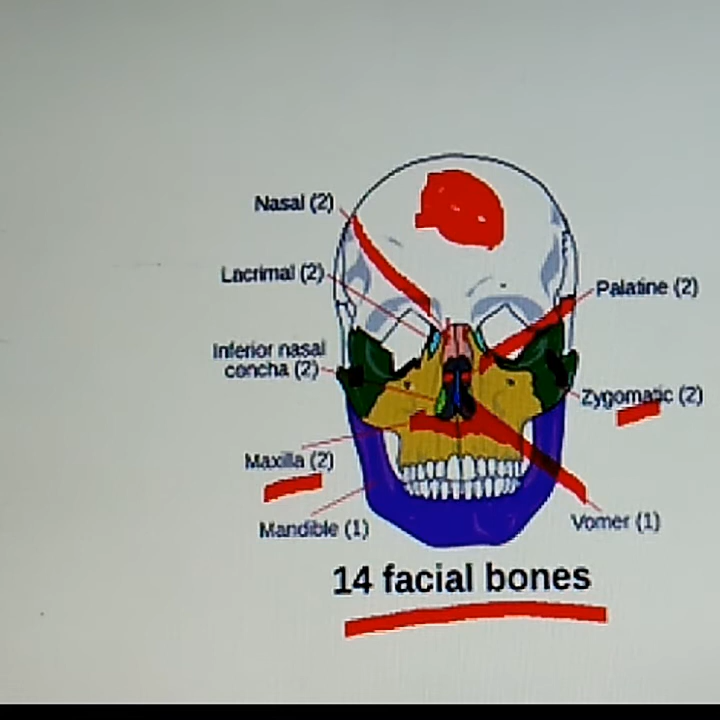 Nasal (2)
Lacrimal (2)
Palatine (2)
Inferior nasal
concha (2)
Zygomatic (2)
Maxilla (2)
Mandible (1)
Vomer (1)
14 facial bones